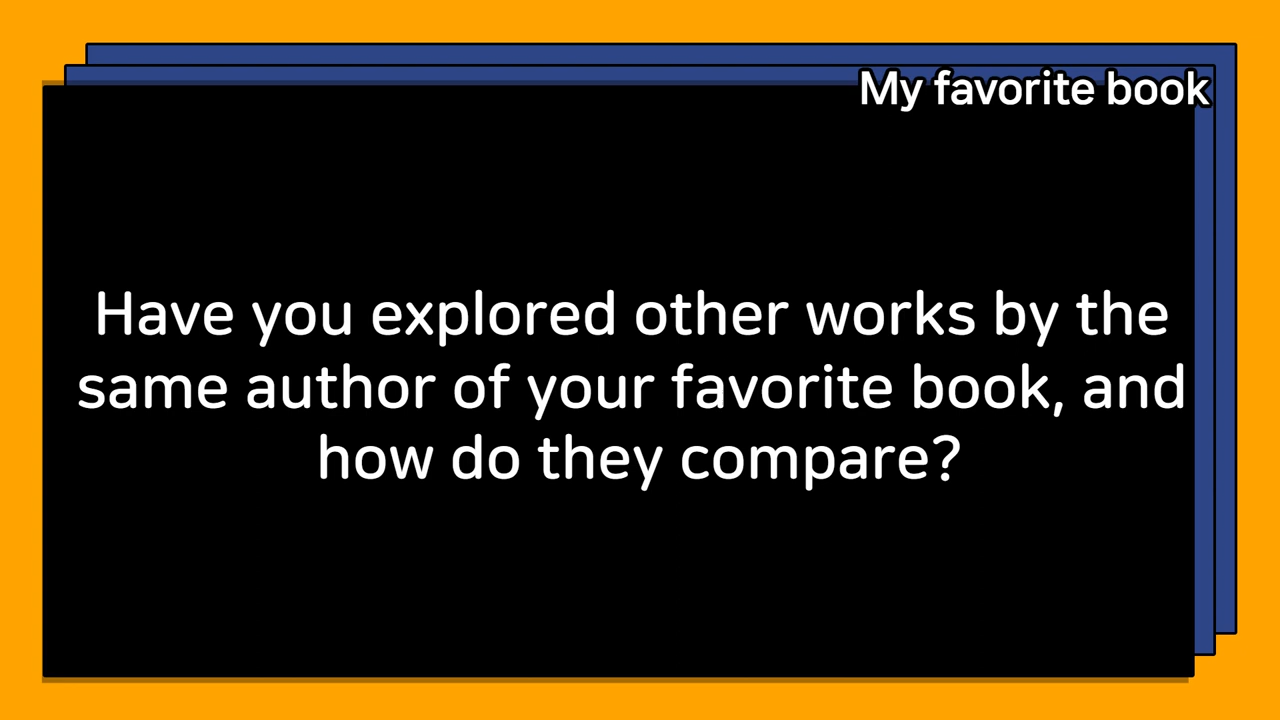 My favorite book
Have you explored other works by the
same author of your favorite book, and
how do they compare?